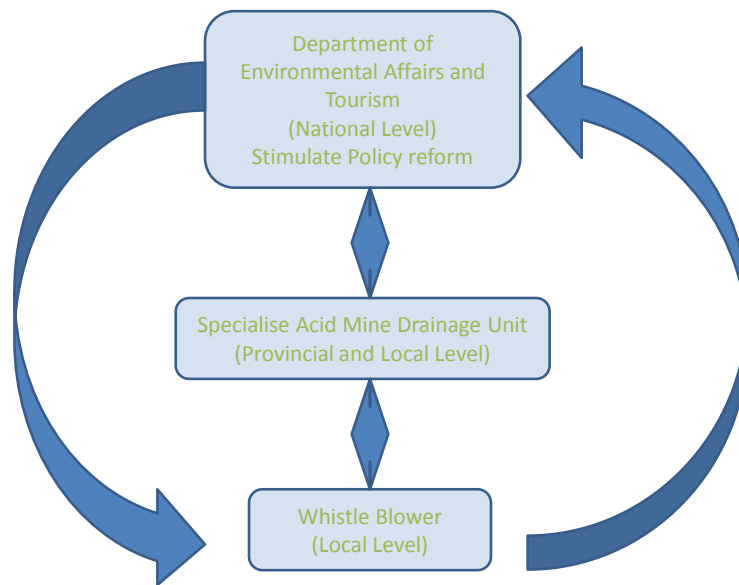 Department of
Environmental Affairs and
Tourism
(National Level)
Stimulate Policy reform
Specialise Acid Mine Drainage Unit
(Provincial and Local Level)
Whistle Blower
(Local Level)